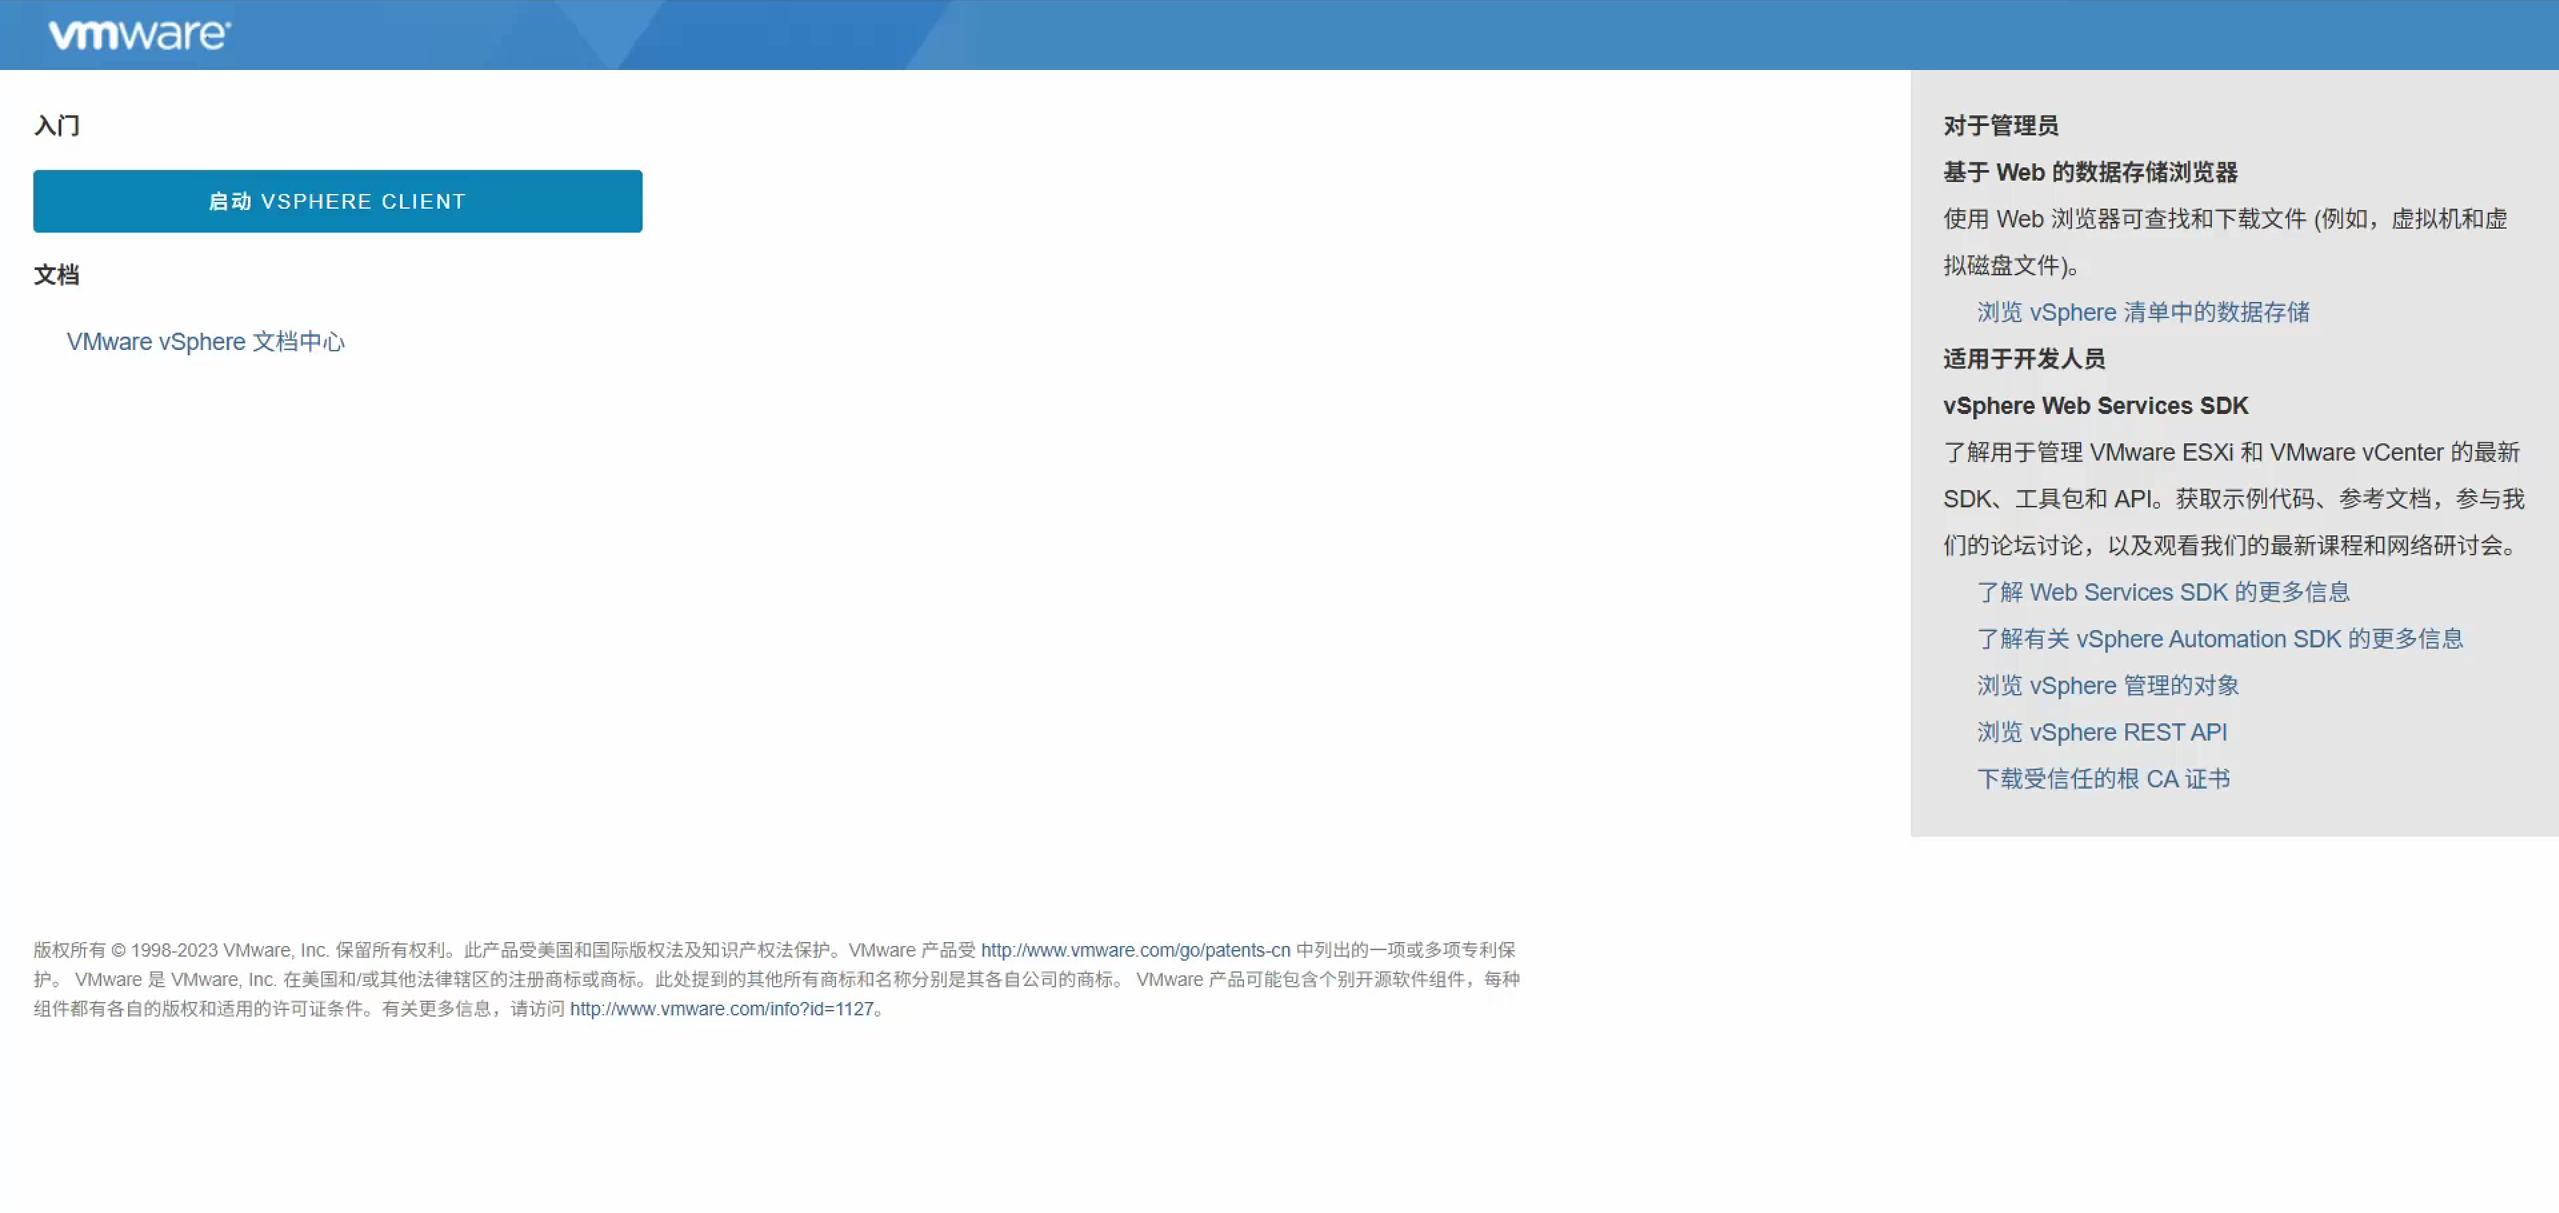 vmware®
入门
启动 VSPHERE CLIENT
文档
VMware vSphere 文档中心
对于管理员
基于 Web 的数据存储浏览器
使用 Web 浏览器可查找和下载文件 (例如，虚拟机和虚
拟磁盘文件)。
浏览 vSphere 清单中的数据存储
适用于开发人员
vSphere Web Services SDK
了解用于管理 VMware ESXi 和 VMware vCenter 的最新
SDK、工具包和 API。获取示例代码、参考文档，参与我
们的论坛讨论，以及观看我们的最新课程和网络研讨会。
了解 Web Services SDK 的更多信息
了解有关 vSphere Automation SDK 的更多信息
浏览 vSphere 管理的对象
浏览 vSphere REST API
下载受信任的根 CA 证书
版权所有 © 1998-2023 VMware, Inc. 保留所有权利。此产品受美国和国际版权法及知识产权法保护。VMware 产品受 http://www.vmware.com/go/patents-cn 中列出的一项或多项专利保
护。 VMware 是 VMware, Inc. 在美国和/或其他法律辖区的注册商标或商标。此处提到的其他所有商标和名称分别是其各自公司的商标。 VMware 产品可能包含个别开源软件组件，每种
组件都有各自的版权和适用的许可证条件。有关更多信息，请访问 http://www.vmware.com/info?id=1127。